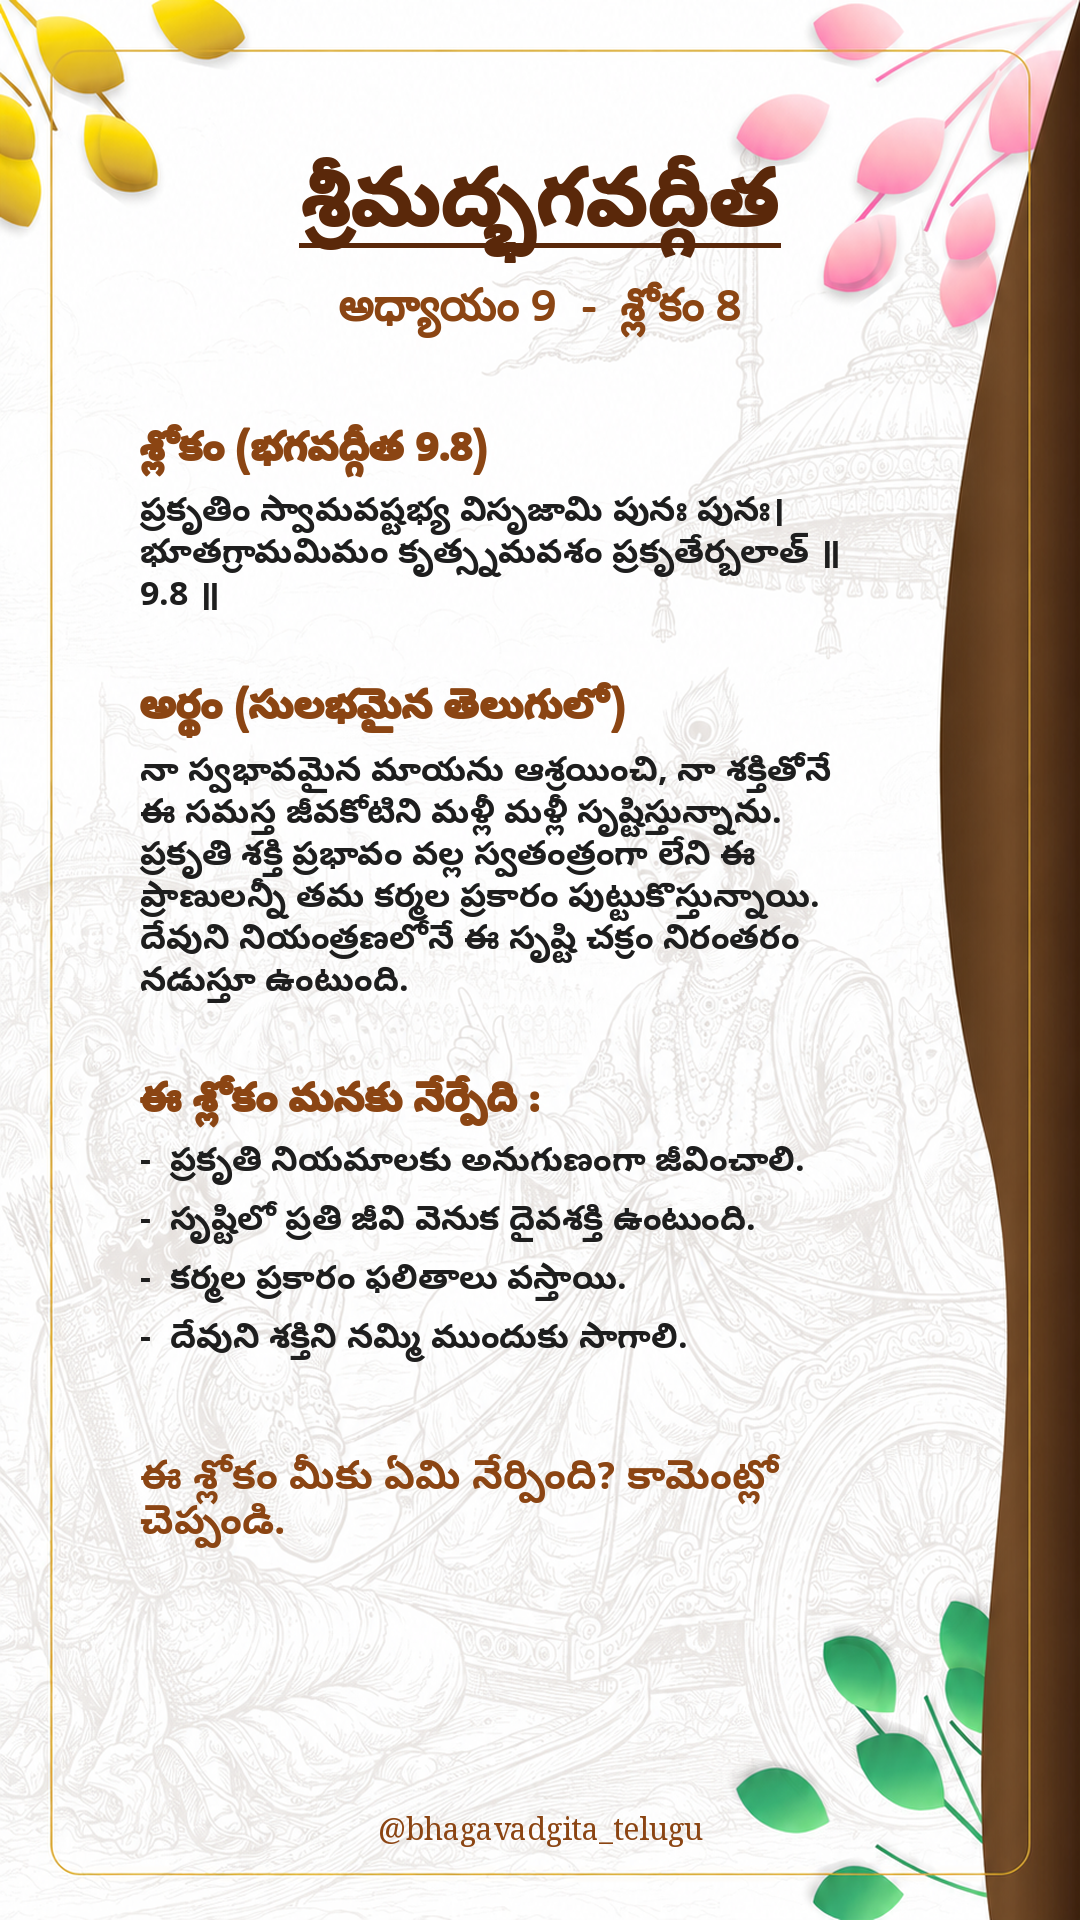 శ్రీమద్భగవద్గీత
అధ్యాయం 9 - శ్లోకం 8
శ్లోకం (భగవద్గీత 9.8)
ప్రకృతిం స్వామవష్టభ్య విసృజామి పునః పునః।
భూతగ్రామమిమం కృత్స్నమవశం ప్రకృతేర్బలాత్ ॥
9.8 ॥
అర్థం (సులభమైన తెలుగులో)
నా స్వభావమైన మాయను ఆశ్రయించి, నా శక్తితోనే
ఈ సమస్త జీవకోటిని మళ్లీ మళ్లీ సృష్టిస్తున్నాను.
ప్రకృతి శక్తి ప్రభావం వల్ల స్వతంత్రంగా లేని ఈ
ప్రాణులన్నీ తమ కర్మల ప్రకారం పుట్టుకొస్తున్నాయి.
దేవుని నియంత్రణలోనే ఈ సృష్టి చక్రం నిరంతరం
నడుస్తూ ఉంటుంది.
ఈ శ్లోకం మనకు నేర్పేది :
- ప్రకృతి నియమాలకు అనుగుణంగా జీవించాలి.
- సృష్టిలో ప్రతి జీవి వెనుక దైవశక్తి ఉంటుంది.
- కర్మల ప్రకారం ఫలితాలు వస్తాయి.
- దేవుని శక్తిని నమ్మి ముందుకు సాగాలి.
ఈ శ్లోకం మీకు ఏమి నేర్పింది? కామెంట్లో
చెప్పండి.
@bhagavadgita_telugu